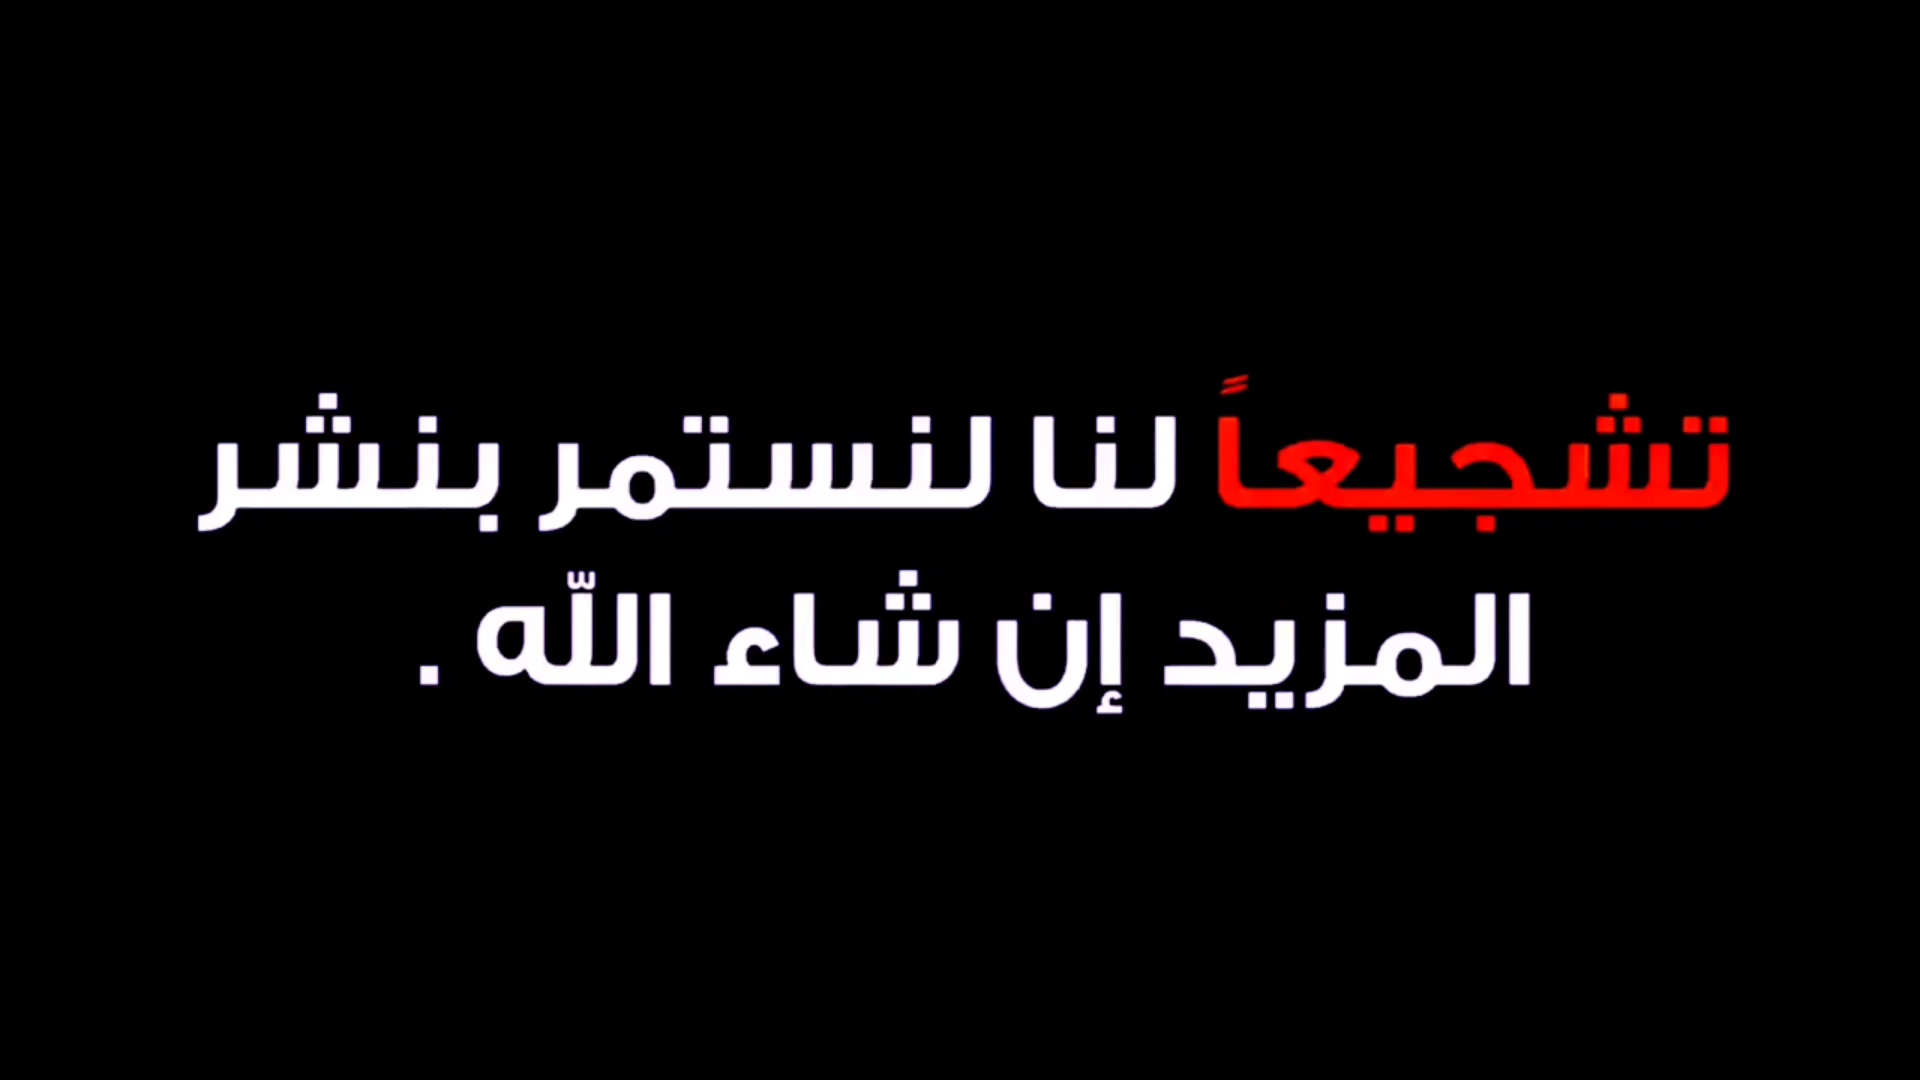 تشجيعاً لنا لنستمر بنشر
المزيد إن شاء اللّه .